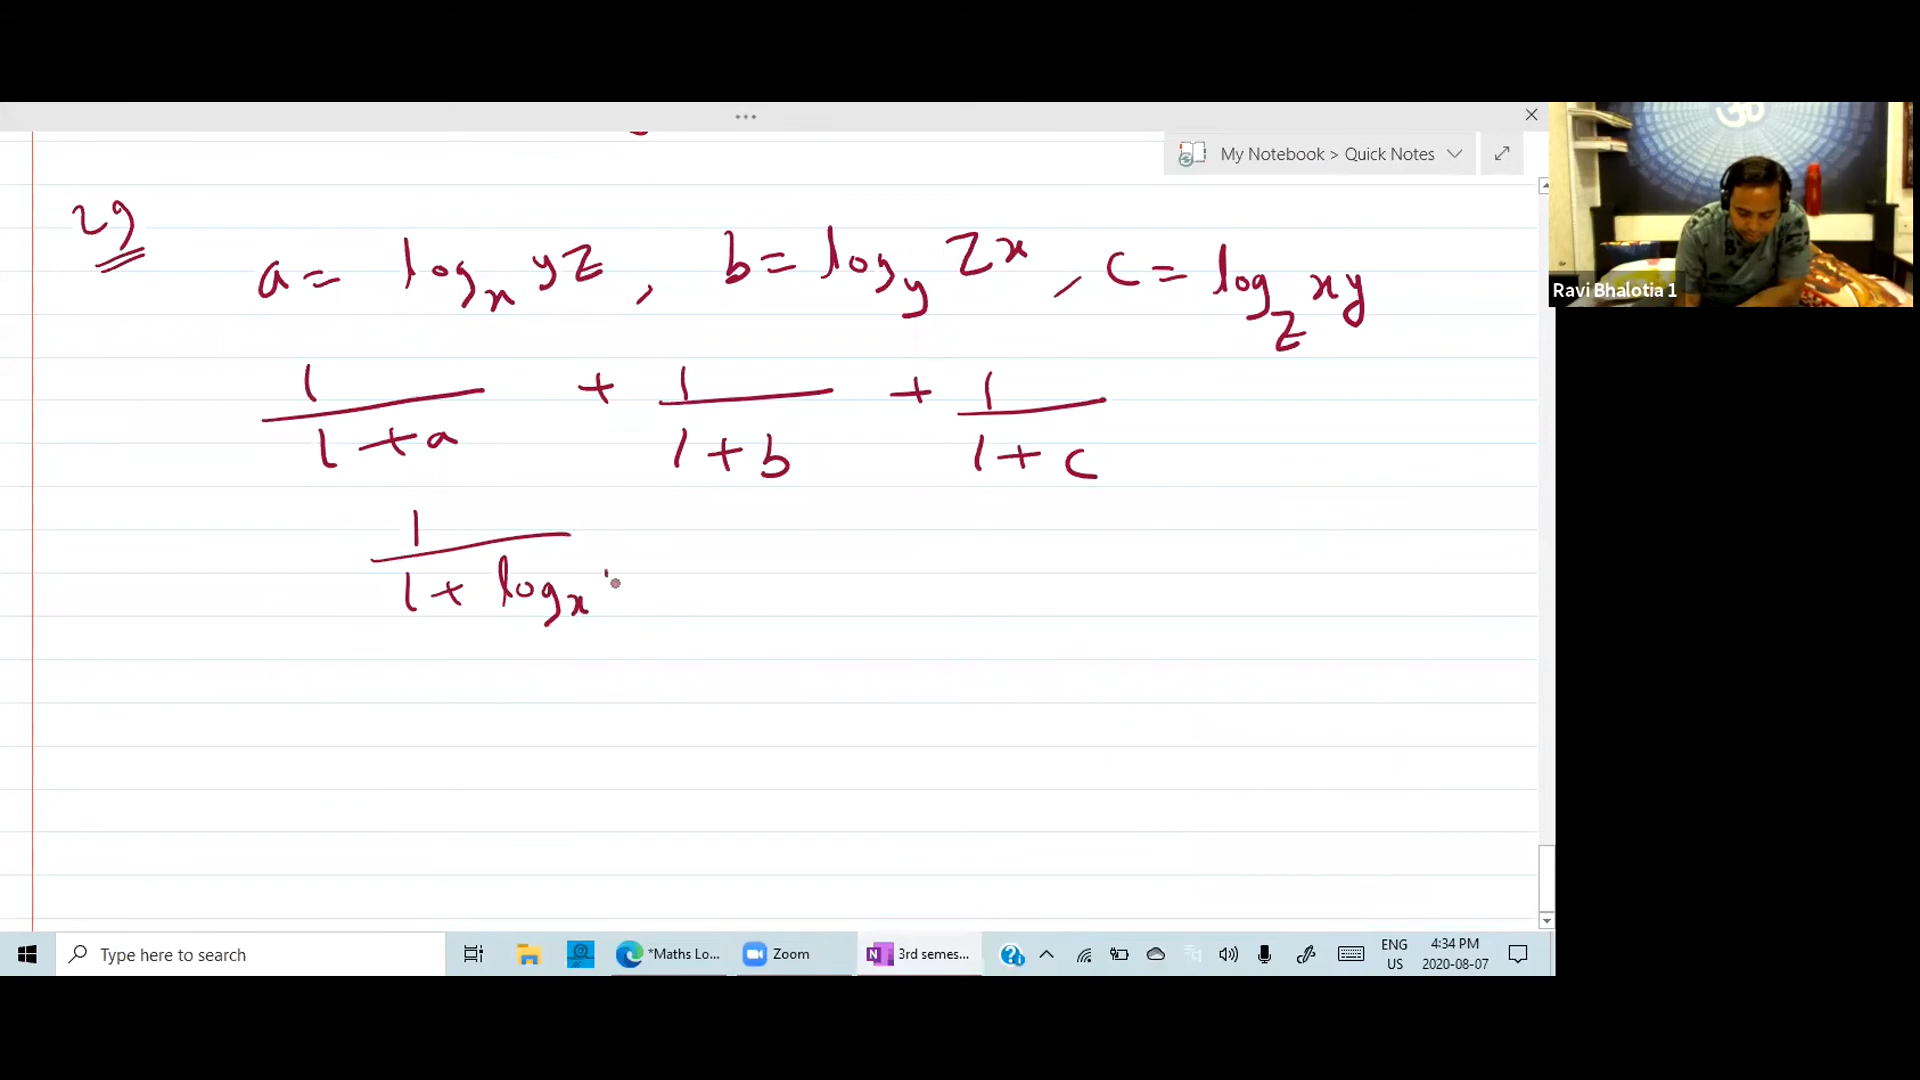 My Notebook > Quick Notes
29
a = log_x yz , b = log_y zx , c = log_z xy
1/(1+a) + 1/(1+b) + 1/(1+c)
1/(1+ log_x
Ravi Bhalotia 1
Type here to search
*Maths Lo...
Zoom
3rd semes...
ENG
US
4:34 PM
2020-08-07